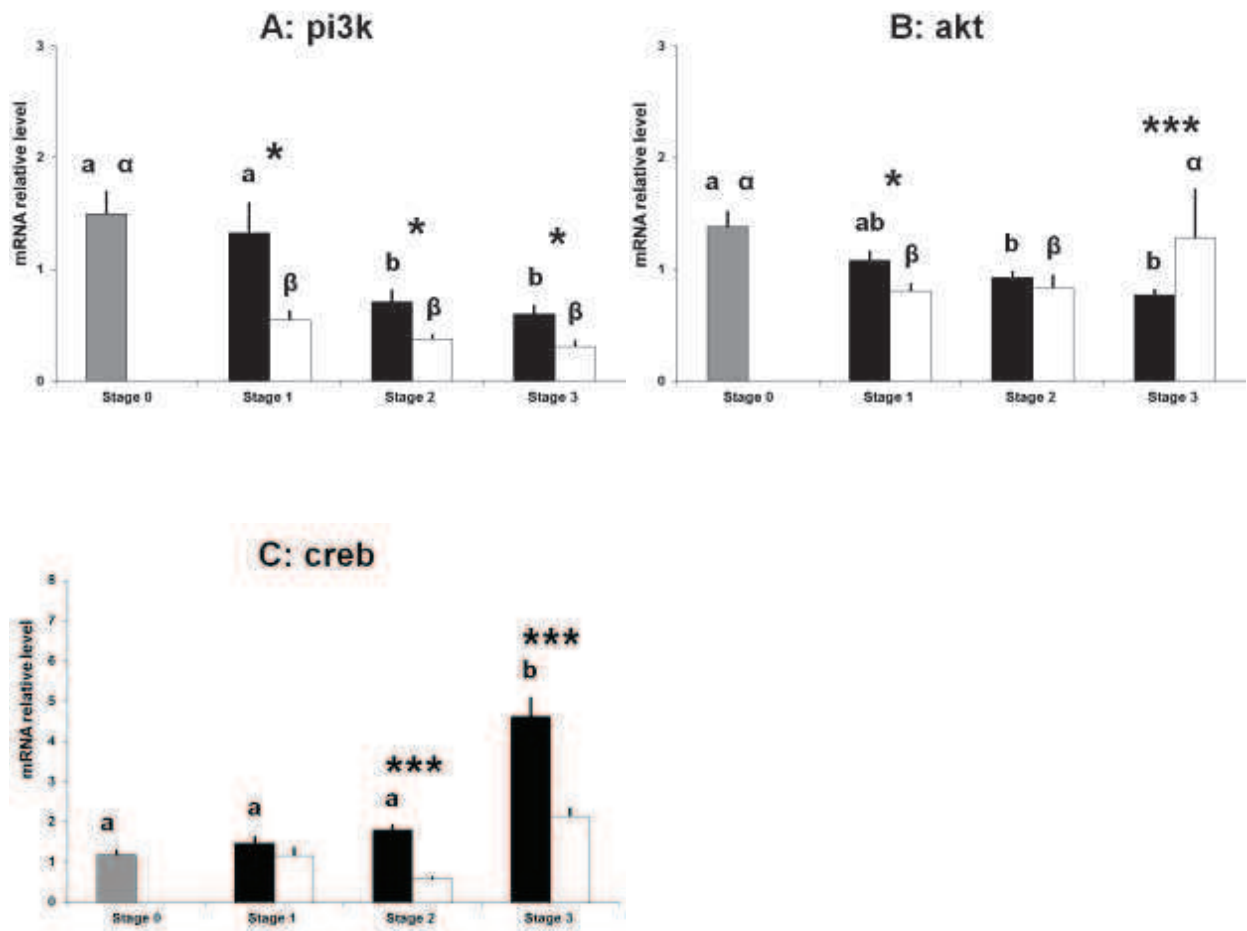 A: pi3k
mRNA relative level
3
2
1
0
a α
a
*
β
b
*
β
b
*
β
Stage 0
Stage 1
Stage 2
Stage 3
B: akt
mRNA relative level
3
2
1
0
a α
ab
*
β
b
β
b
***
α
Stage 0
Stage 1
Stage 2
Stage 3
C: creb
mRNA relative level
8
7
6
5
4
3
2
1
0
a
a
***
a
***
b
Stage 0
Stage 1
Stage 2
Stage 3